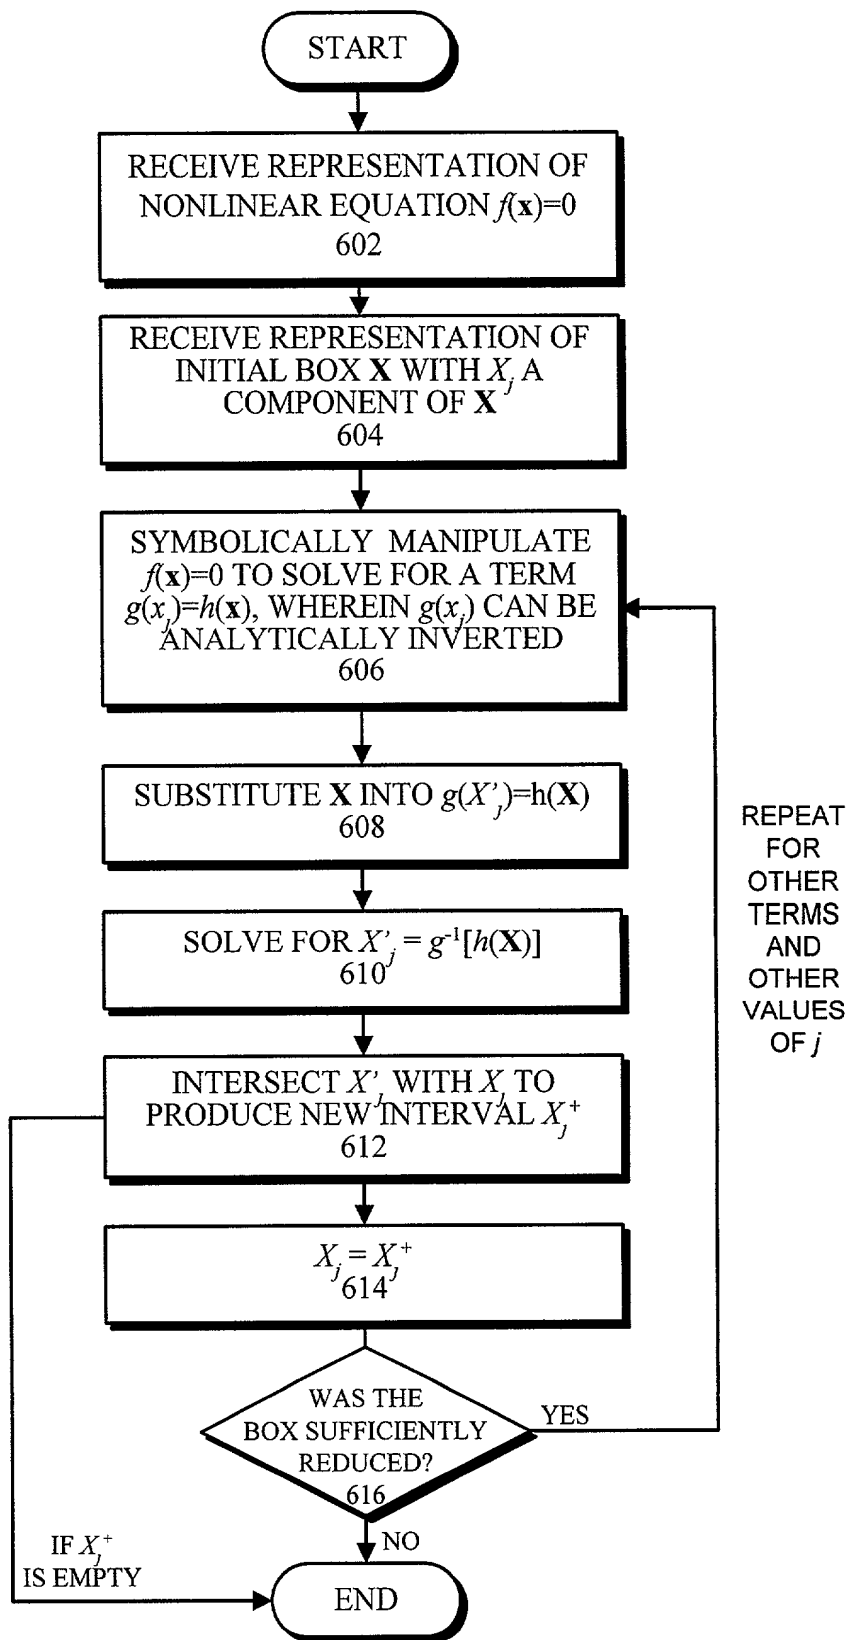 START
RECEIVE REPRESENTATION OF
NONLINEAR EQUATION f(x)=0
602
RECEIVE REPRESENTATION OF
INITIAL BOX X WITH Xj A
COMPONENT OF X
604
SYMBOLICALLY MANIPULATE
f(x)=0 TO SOLVE FOR A TERM
g(xj)=h(x), WHEREIN g(xj) CAN BE
ANALYTICALLY INVERTED
606
SUBSTITUTE X INTO g(X'j)=h(X)
608
SOLVE FOR X'j = g-1[h(X)]
610
INTERSECT X'j WITH Xj TO
PRODUCE NEW INTERVAL Xj+
612
Xj = Xj+
614
WAS THE
BOX SUFFICIENTLY
REDUCED?
616
YES
REPEAT
FOR
OTHER
TERMS
AND
OTHER
VALUES
OF j
NO
IF Xj+
IS EMPTY
END